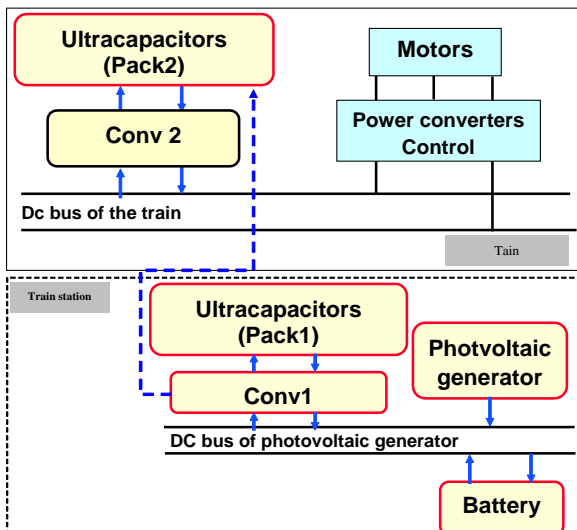 Ultracapacitors
(Pack2)
Motors
Conv 2
Power converters
Control
Dc bus of the train
Tain
Train station
Ultracapacitors
(Pack1)
Photvoltaic
generator
Conv1
DC bus of photovoltaic generator
Battery